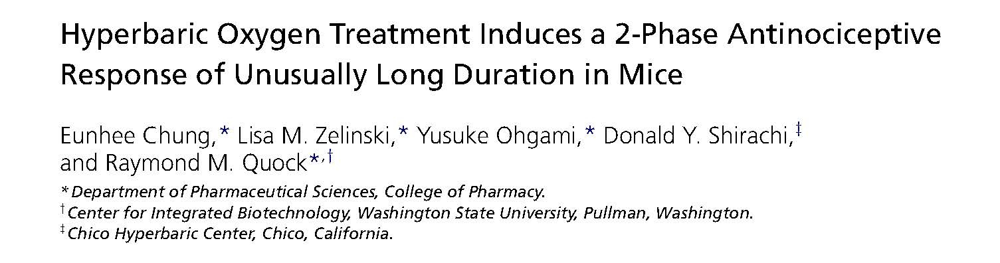 Hyperbaric Oxygen Treatment Induces a 2-Phase Antinociceptive
Response of Unusually Long Duration in Mice
Eunhee Chung,* Lisa M. Zelinski,* Yusuke Ohgami,* Donald Y. Shirachi,‡
and Raymond M. Quock*,†
*Department of Pharmaceutical Sciences, College of Pharmacy.
†Center for Integrated Biotechnology, Washington State University, Pullman, Washington.
‡Chico Hyperbaric Center, Chico, California.